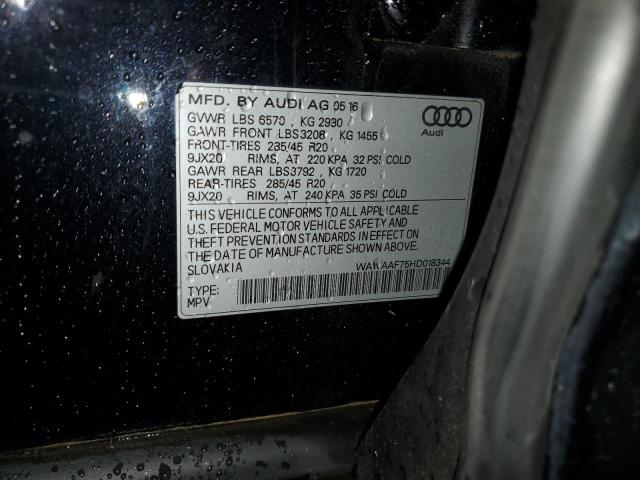 MFD. BY AUDI AG 05 16
GVWR LBS 6570 , KG 2930
GAWR FRONT LBS3208 , KG 1455
FRONT-TIRES 285/45 R20
9JX20 RIMS, AT 220 KPA 32 PSI COLD
GAWR REAR LBS3792 , KG 1720
REAR-TIRES 285/45 R20
9JX20 RIMS, AT 240 KPA 35 PSI COLD
THIS VEHICLE CONFORMS TO ALL APPLICABLE
U.S. FEDERAL MOTOR VEHICLE SAFETY AND
THEFT PREVENTION STANDARDS IN EFFECT ON
THE DATE OF MANUFACTURE SHOWN ABOVE.
SLOVAKIA
TYPE:
MPV
Audi